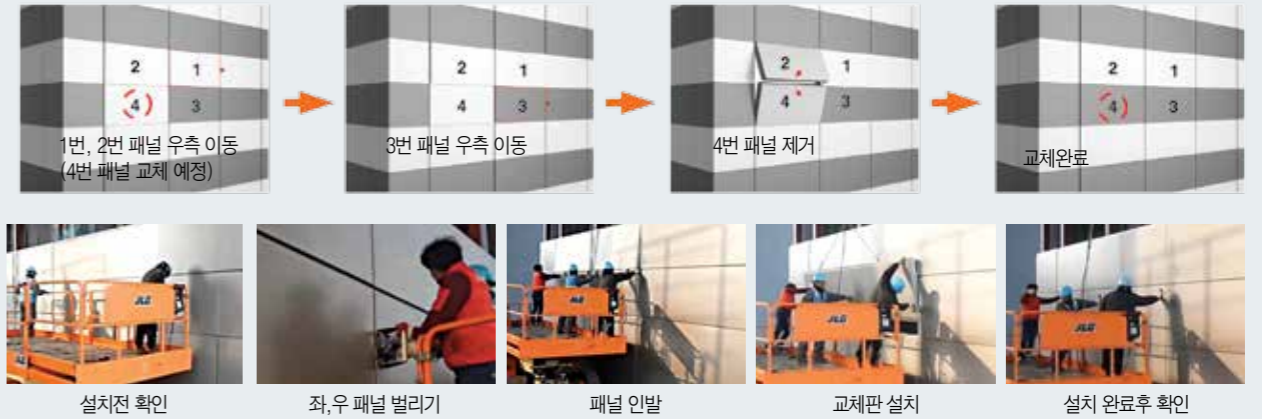 2 1
4 3
1번, 2번 패널 우측 이동
(4번 패널 교체 예정)
2 1
4 3
3번 패널 우측 이동
2 1
4 3
4번 패널 제거
2 1
4 3
교체완료
JLG
설치전 확인
좌,우 패널 벌리기
JLG
패널 인발
JLG
교체판 설치
JLG
설치 완료후 확인